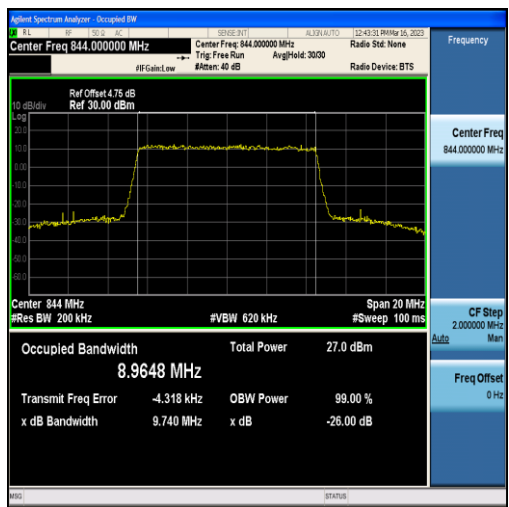 Agilent Spectrum Analyzer - Occupied BW
RL RF 50 Ω AC SENSE:INT ALIGN AUTO 12:43:31 PM Mar 16, 2023
Center Freq 844.000000 MHz
Center Freq: 844.000000 MHz
Radio Std: None
Trig: Free Run Avg|Hold: 30/30
#IFGain:Low #Atten: 40 dB Radio Device: BTS
Ref Offset 4.75 dB
10 dB/div Ref 30.00 dBm
Log
20.0
10.0
0.00
-10.0
-20.0
-30.0
-40.0
-50.0
-60.0
Center 844 MHz Span 20 MHz
#Res BW 200 kHz #VBW 620 kHz #Sweep 100 ms
Occupied Bandwidth Total Power 27.0 dBm
8.9648 MHz
Transmit Freq Error -4.318 kHz OBW Power 99.00 %
x dB Bandwidth 9.740 MHz x dB -26.00 dB
MSG STATUS
Frequency
Center Freq
844.000000 MHz
CF Step
2.000000 MHz
Auto Man
Freq Offset
0 Hz